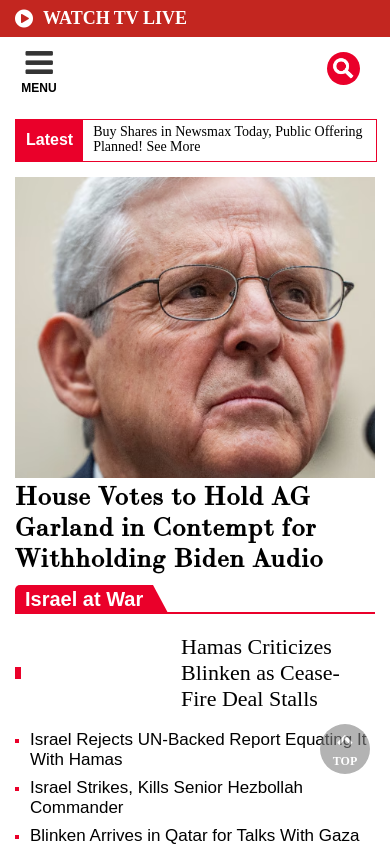 WATCH TV LIVE
MENU
Latest
Buy Shares in Newsmax Today, Public Offering
Planned! See More
House Votes to Hold AG
Garland in Contempt for
Withholding Biden Audio
Israel at War
Hamas Criticizes
Blinken as Cease-
Fire Deal Stalls
Israel Rejects UN-Backed Report Equating It
With Hamas
TOP
Israel Strikes, Kills Senior Hezbollah
Commander
Blinken Arrives in Qatar for Talks With Gaza